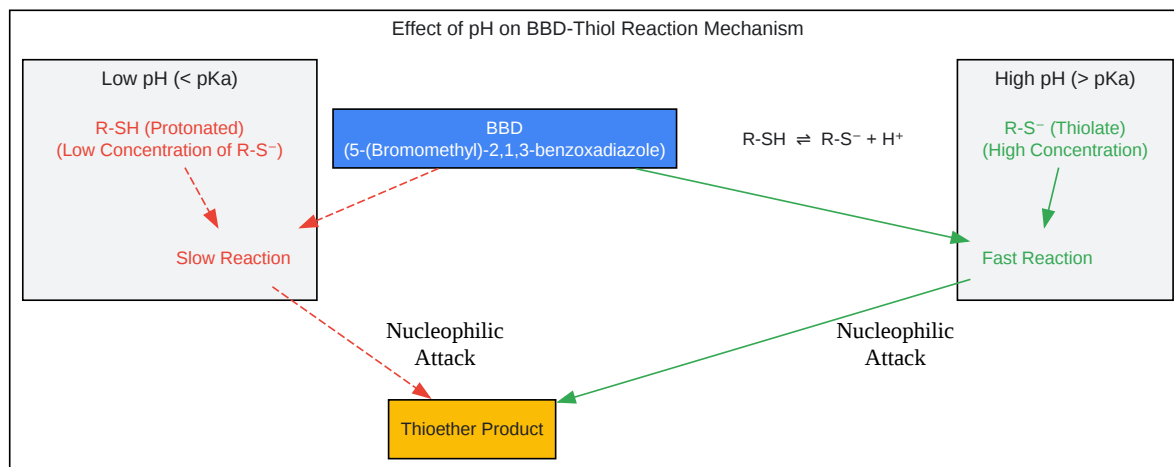 Effect of pH on BBD-Thiol Reaction Mechanism
Low pH (< pKa)
R-SH (Protonated)
(Low Concentration of R-S⁻)
Slow Reaction
BBD
(5-(Bromomethyl)-2,1,3-benzoxadiazole)
R-SH ⇌ R-S⁻ + H⁺
High pH (> pKa)
R-S⁻ (Thiolate)
(High Concentration)
Fast Reaction
Nucleophilic
Attack
Nucleophilic
Attack
Thioether Product